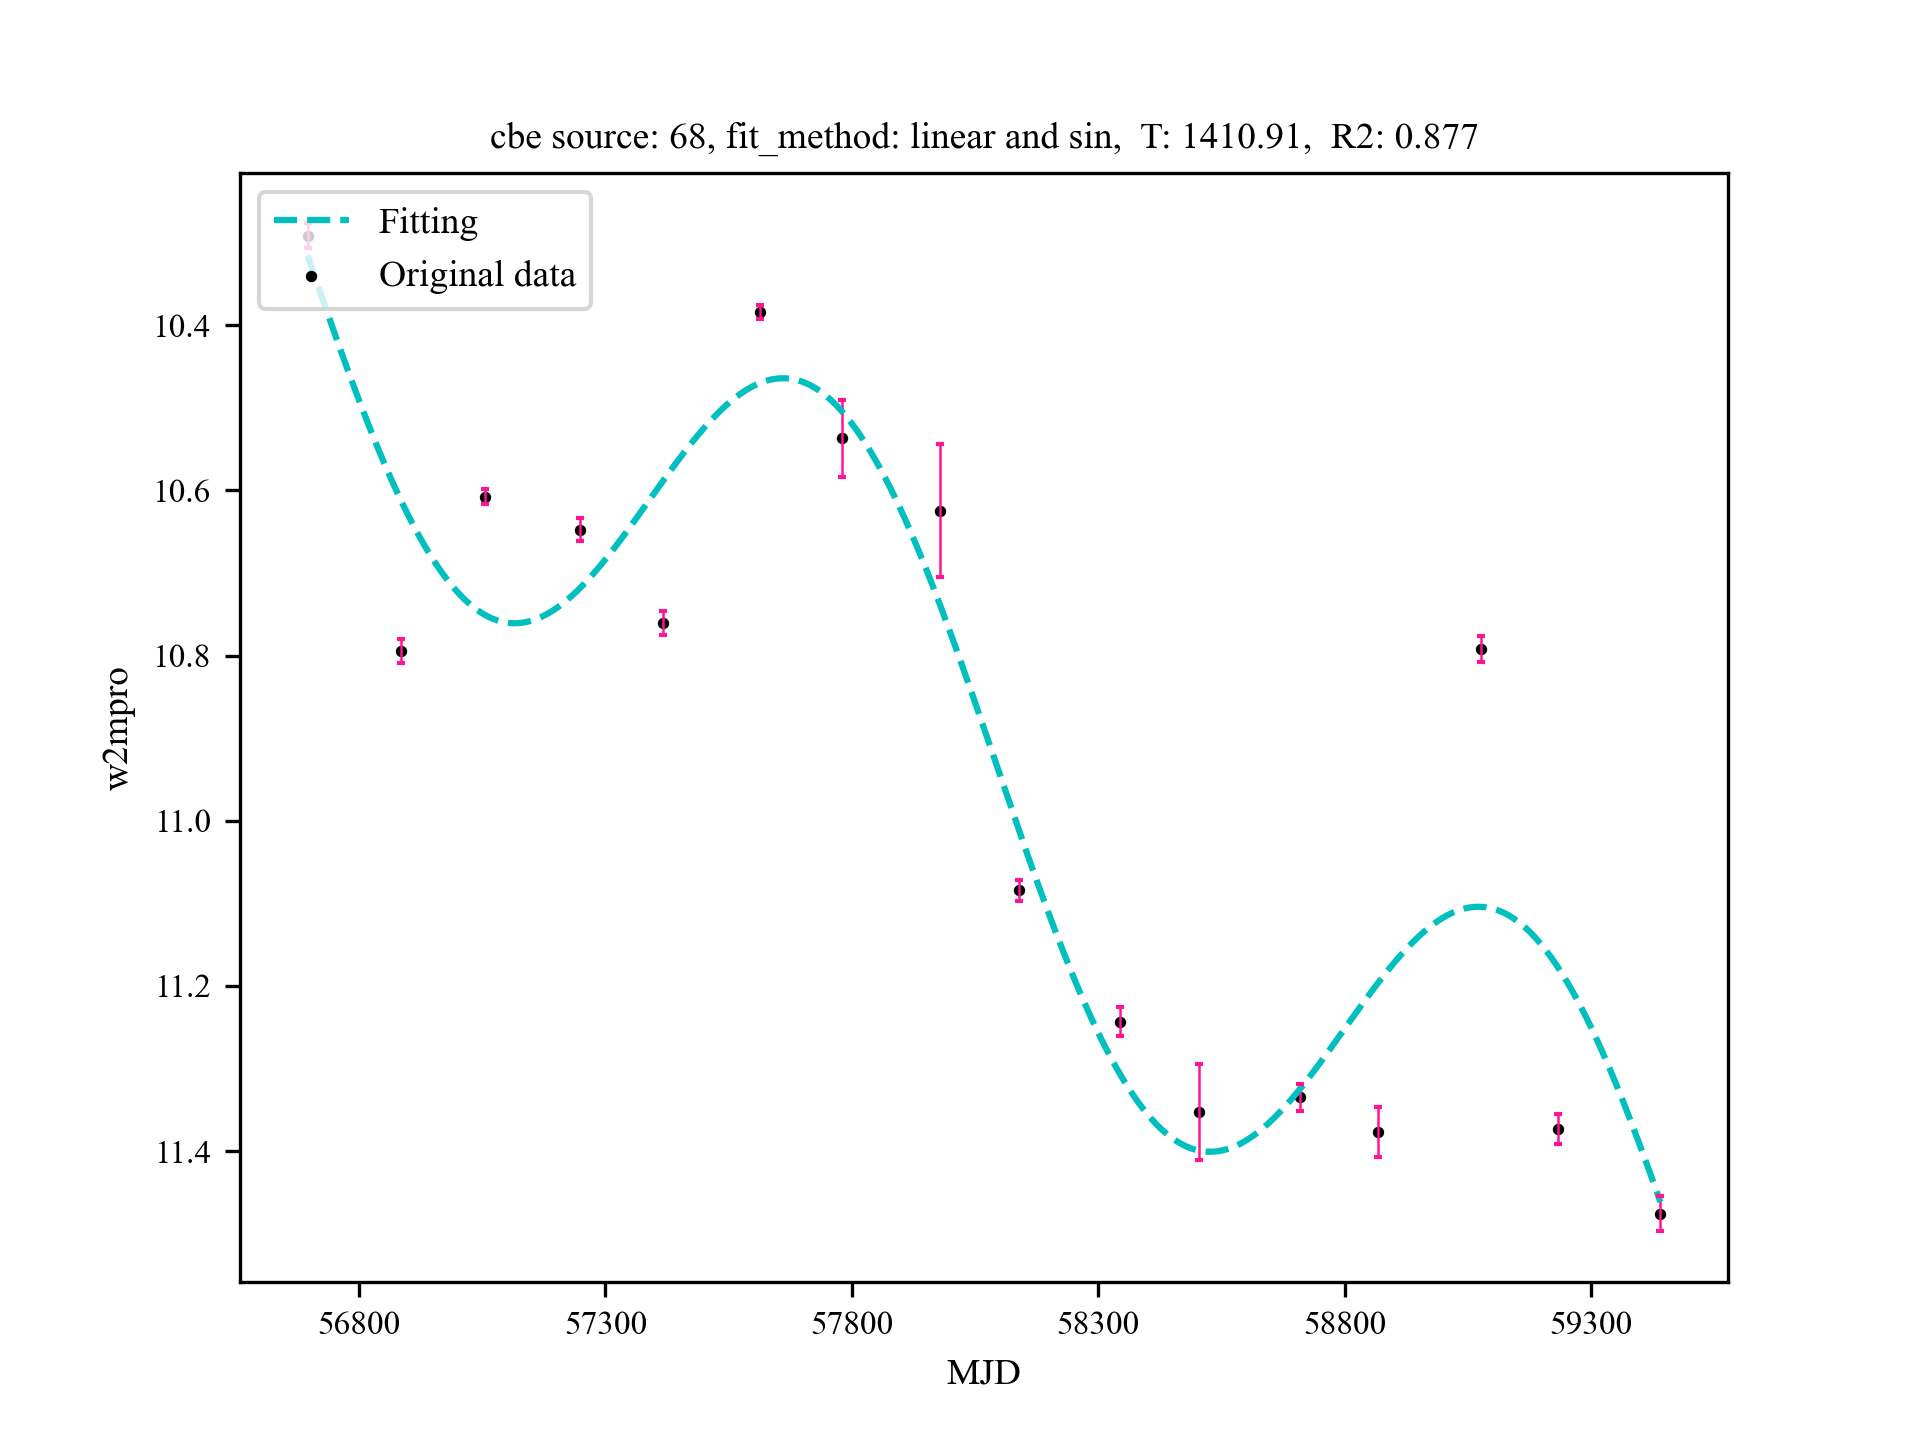 cbe source: 68, fit_method: linear and sin,  T: 1410.91,  R2: 0.877
Fitting
Original data
10.4
10.6
10.8
11.0
11.2
11.4
w2mpro
56800
57300
57800
58300
58800
59300
MJD